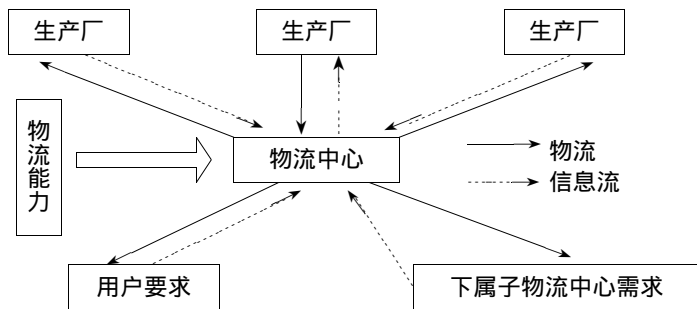 生产厂
生产厂
生产厂
物流能力
物流中心
物流
信息流
用户要求
下属子物流中心需求